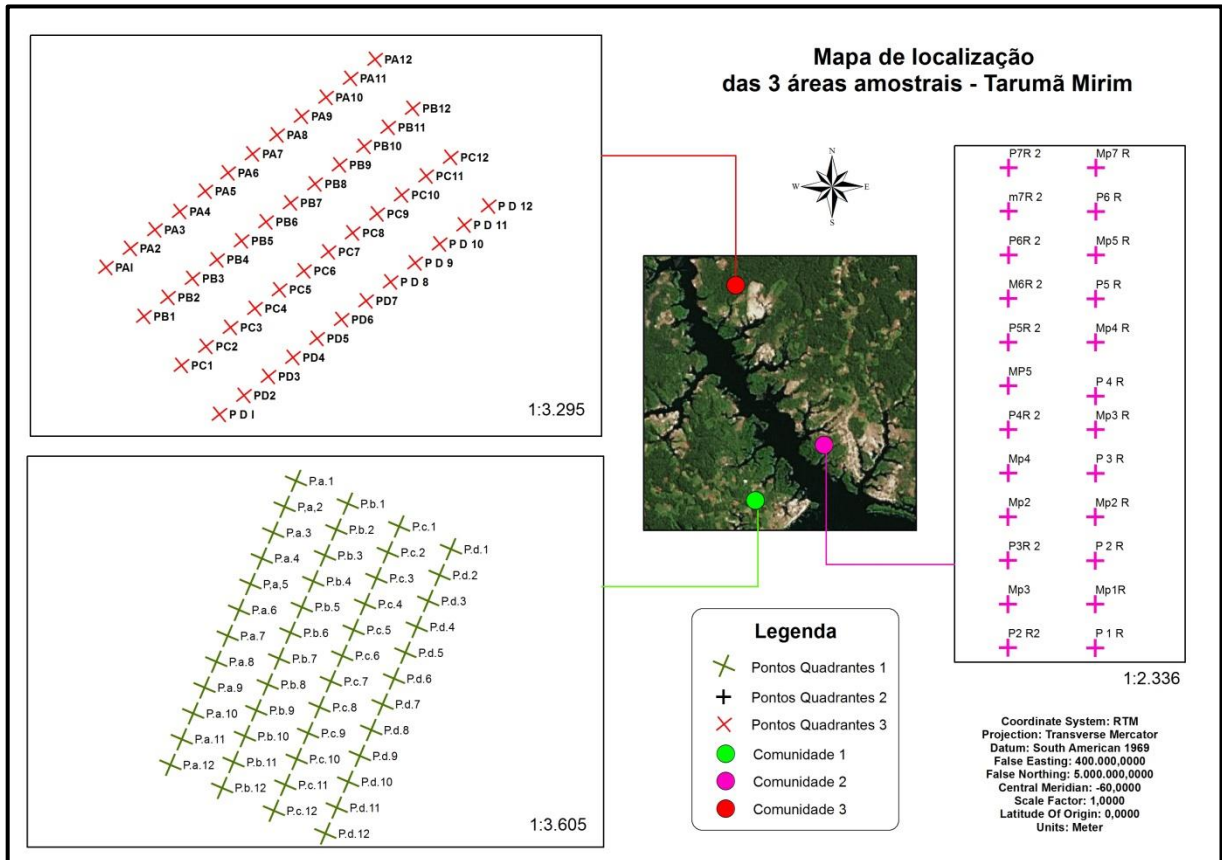 Mapa de localização
das 3 áreas amostrais - Tarumã Mirim
PA12
PA11
PA10
PA9
PA8
PA7
PA6
PA5
PA4
PA3
PA2
PAI
PB12
PB11
PB10
PB9
PB8
PB7
PB6
PB5
PB4
PB3
PB2
PB1
PC12
PC11
PC10
PC9
PC8
PC7
PC6
PC5
PC4
PC3
PC2
PC1
P D 12
P D 11
P D 10
P D 9
P D 8
PD7
PD6
PD5
PD4
PD3
PD2
P D I
1:3.295
N
W
E
S
P7R 2
Mp7 R
m7R 2
P6 R
P6R 2
Mp5 R
M6R 2
P5 R
P5R 2
Mp4 R
MP5
P 4 R
P4R 2
Mp3 R
Mp4
P 3 R
Mp2
Mp2 R
P3R 2
P 2 R
Mp3
Mp1R
P2 R2
P 1 R
1:2.336
P.a.1
P.a,2
P.a.3
P.a.4
P.a,5
P.a.6
P.a.7
P.a.8
P.a.9
P.a.10
P.a.11
P.a.12
P.b.1
P.b.2
P.b.3
P.b.4
P.b.5
P.b.6
P.b.7
P.b.8
P.b.9
P.b.10
P.b.11
P.b.12
P.c.1
P.c.2
P.c.3
P.c.4
P.c.5
P.c.6
P.c.7
P.c.8
P.c.9
P.c.10
P.c.11
P.c.12
P.d.1
P.d.2
P.d.3
P.d.4
P.d.5
P.d.6
P.d.7
P.d.8
P.d.9
P.d.10
P.d.11
P.d.12
1:3.605
Legenda
Pontos Quadrantes 1
Pontos Quadrantes 2
Pontos Quadrantes 3
Comunidade 1
Comunidade 2
Comunidade 3
Coordinate System: RTM
Projection: Transverse Mercator
Datum: South American 1969
False Easting: 400.000,0000
False Northing: 5.000.000,0000
Central Meridian: -60,0000
Scale Factor: 1,0000
Latitude Of Origin: 0,0000
Units: Meter